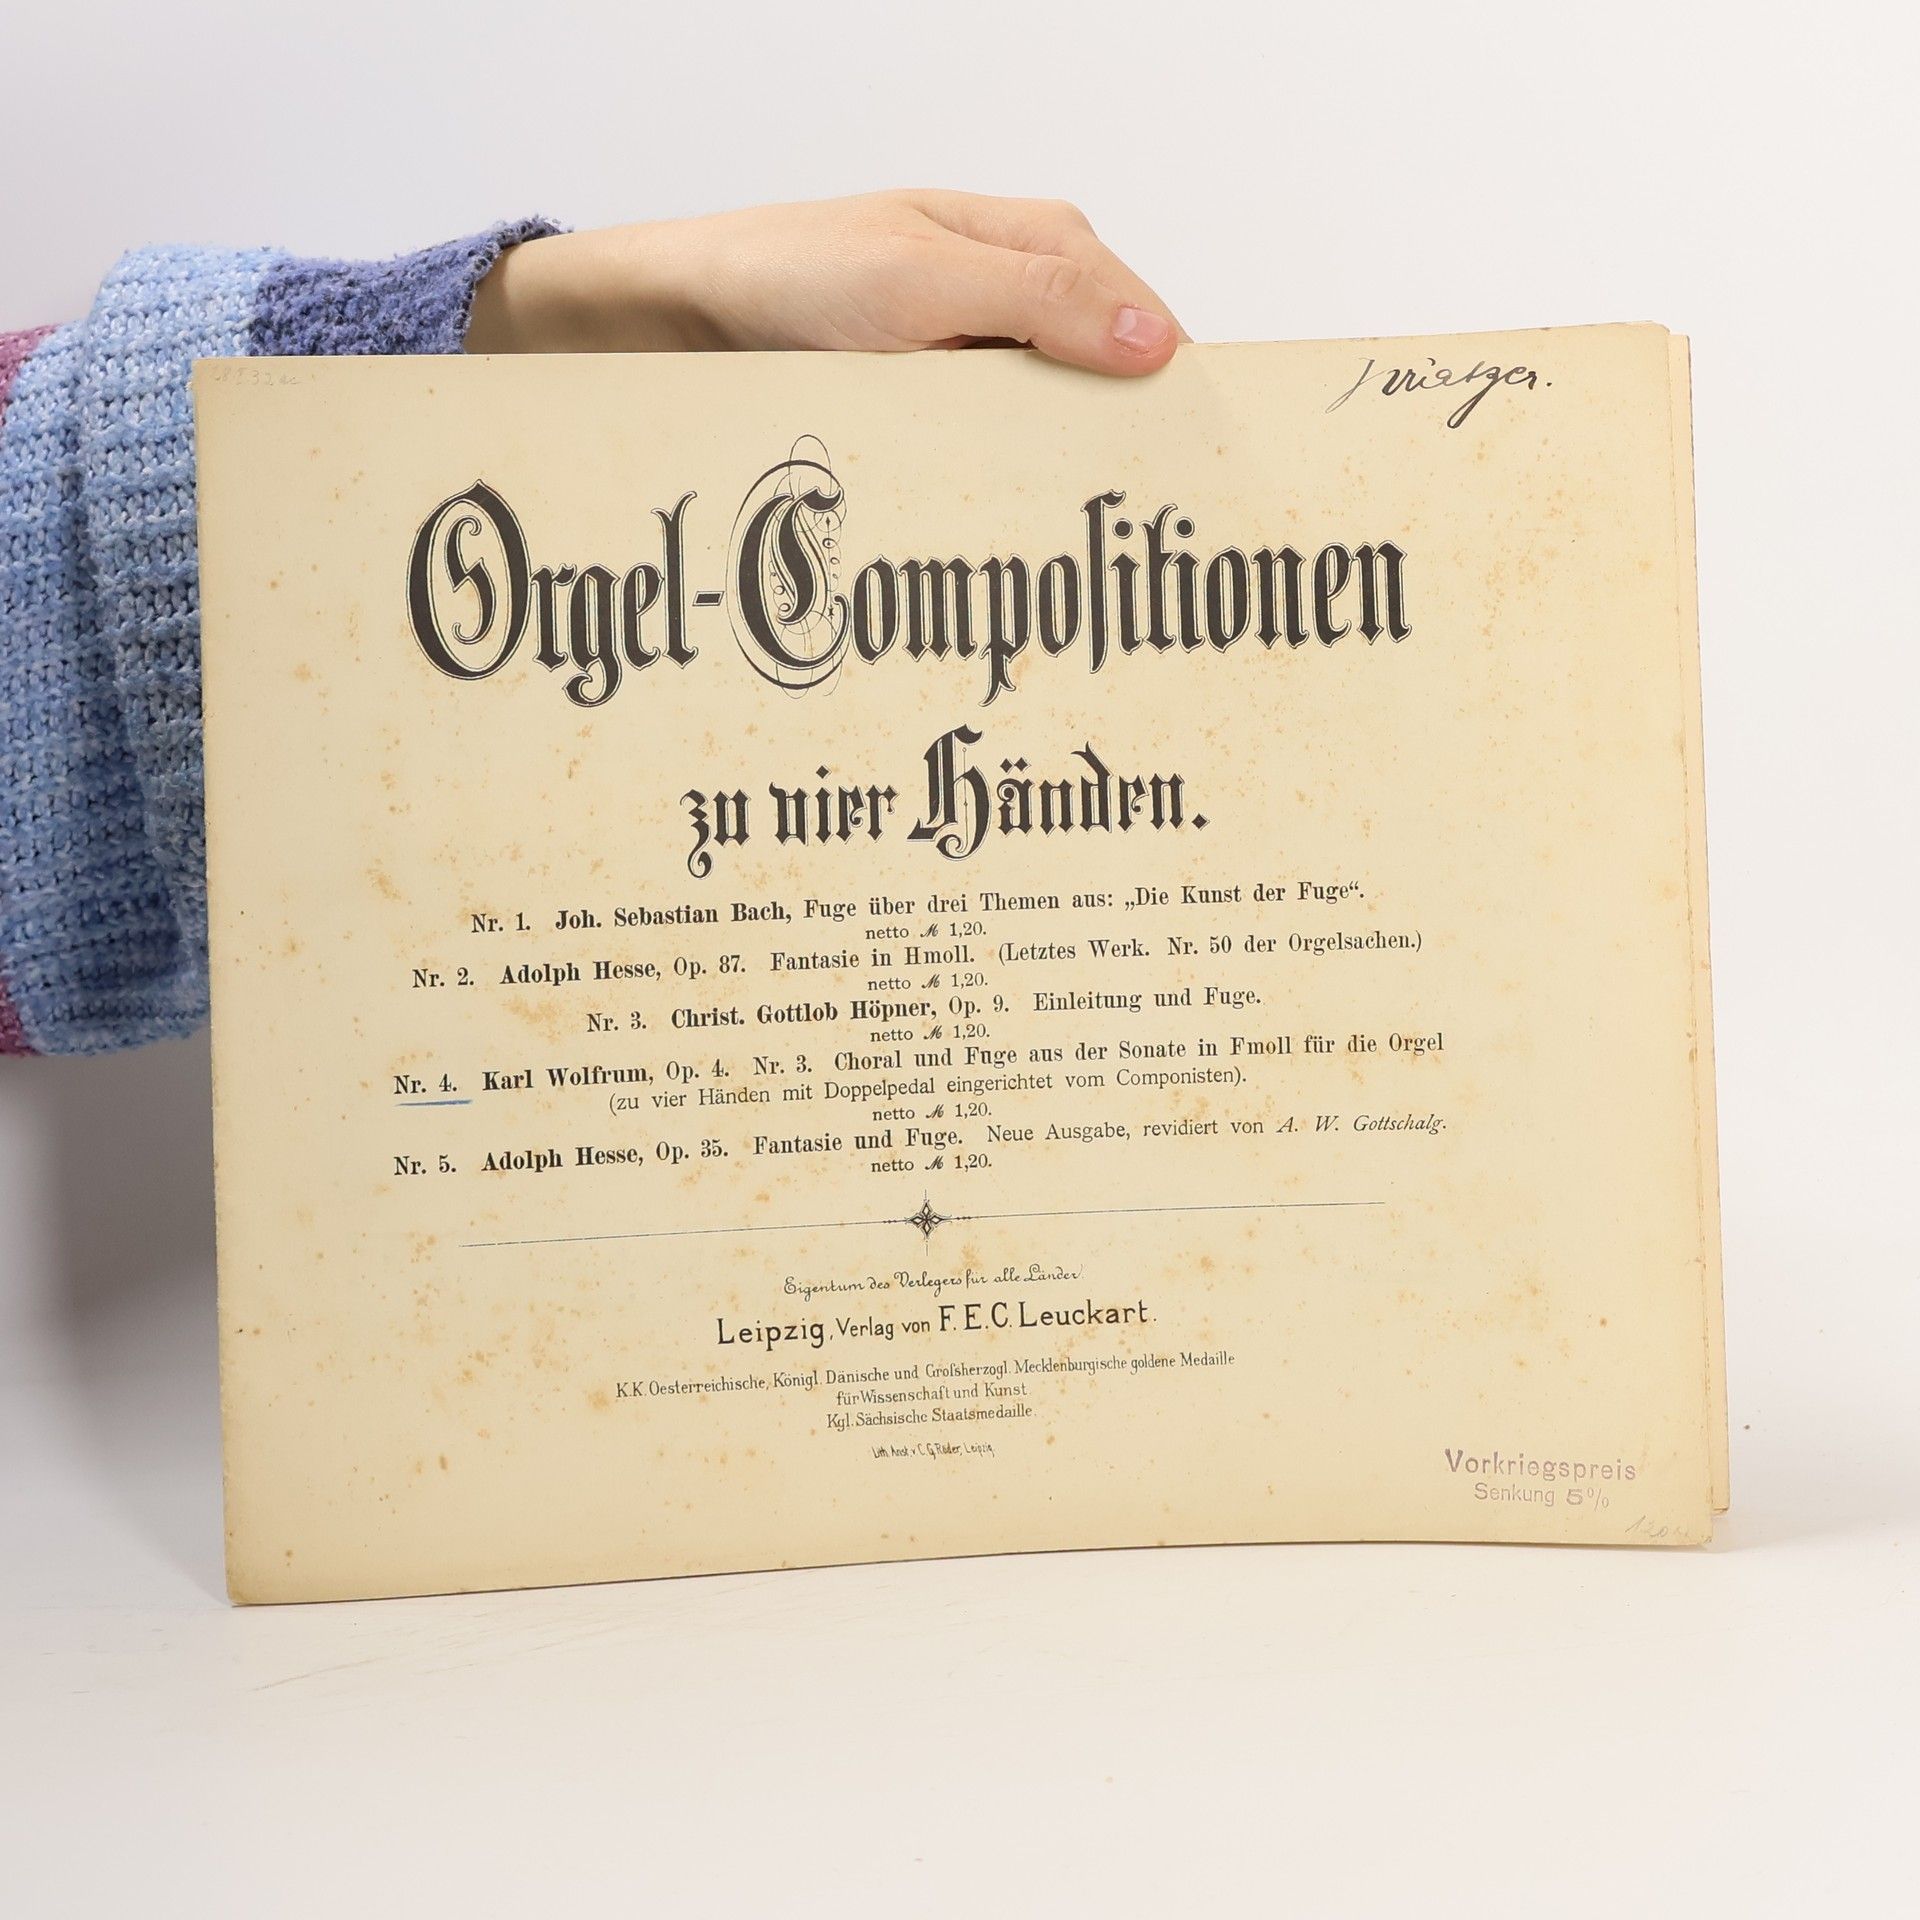 Orgel-Compositionen
zu vier Händen.
Nr. 1. Joh. Sebastian Bach, Fuge über drei Themen aus: „Die Kunst der Fuge“.
netto ℳ 1,20.
Nr. 2. Adolph Hesse, Op. 87. Fantasie in Hmoll. (Letztes Werk. Nr. 50 der Orgelsachen.)
netto ℳ 1,20.
Nr. 3. Christ. Gottlob Höpner, Op. 9. Einleitung und Fuge.
netto ℳ 1,20.
Nr. 4. Karl Wolfrum, Op. 4. Nr. 3. Choral und Fuge aus der Sonate in Fmoll für die Orgel
(zu vier Händen mit Doppelpedal eingerichtet vom Componisten).
netto ℳ 1,20.
Nr. 5. Adolph Hesse, Op. 35. Fantasie und Fuge. Neue Ausgabe, revidiert von A. W. Gottschalg.
netto ℳ 1,20.
Eigentum des Verlegers für alle Länder.
Leipzig, Verlag von F. E. C. Leuckart.
K.K. Oesterreichische, Königl. Dänische und Großherzogl. Mecklenburgische goldene Medaille
für Wissenschaft und Kunst.
Kgl. Sächsische Staatsmedaille.
Lith. Anst. v. C. G. Röder, Leipzig.
Vorkriegspreis
Senkung 5%